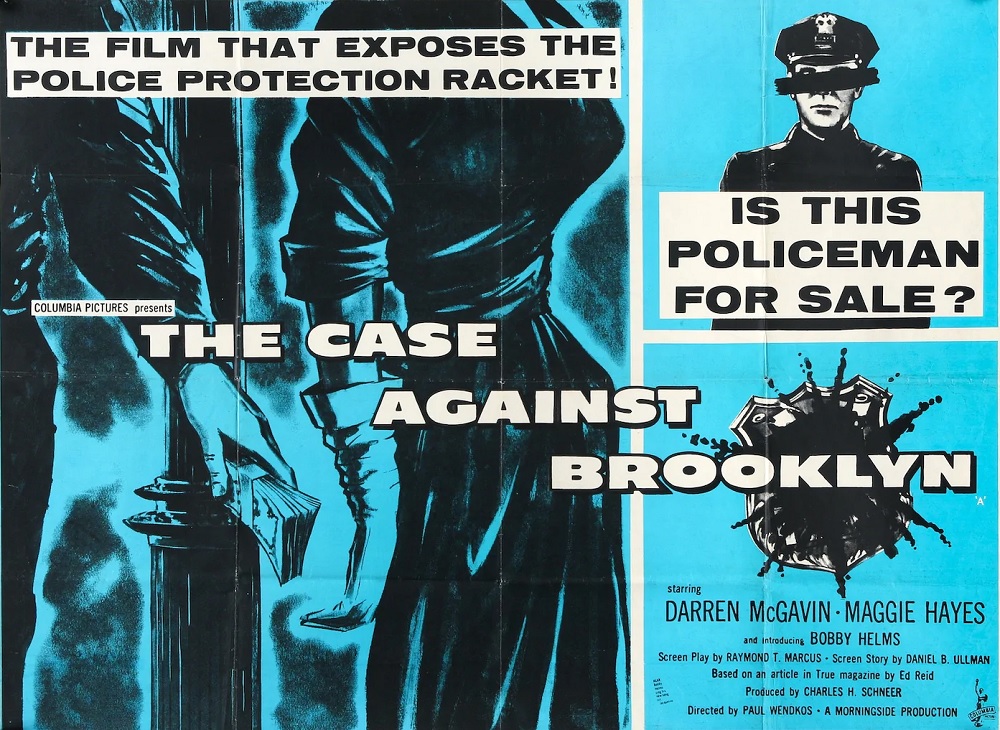 THE FILM THAT EXPOSES THE
POLICE PROTECTION RACKET!
IS THIS
POLICEMAN
FOR SALE?
COLUMBIA PICTURES presents
THE CASE
AGAINST
BROOKLYN
'A'
starring
DARREN McGAVIN · MAGGIE HAYES
and introducing BOBBY HELMS
Screen Play by RAYMOND T. MARCUS · Screen Story by DANIEL B. ULLMAN
Based on an article in True magazine by Ed Reid
Produced by CHARLES H. SCHNEER
Directed by PAUL WENDKOS · A MORNINGSIDE PRODUCTION
COLUMBIA